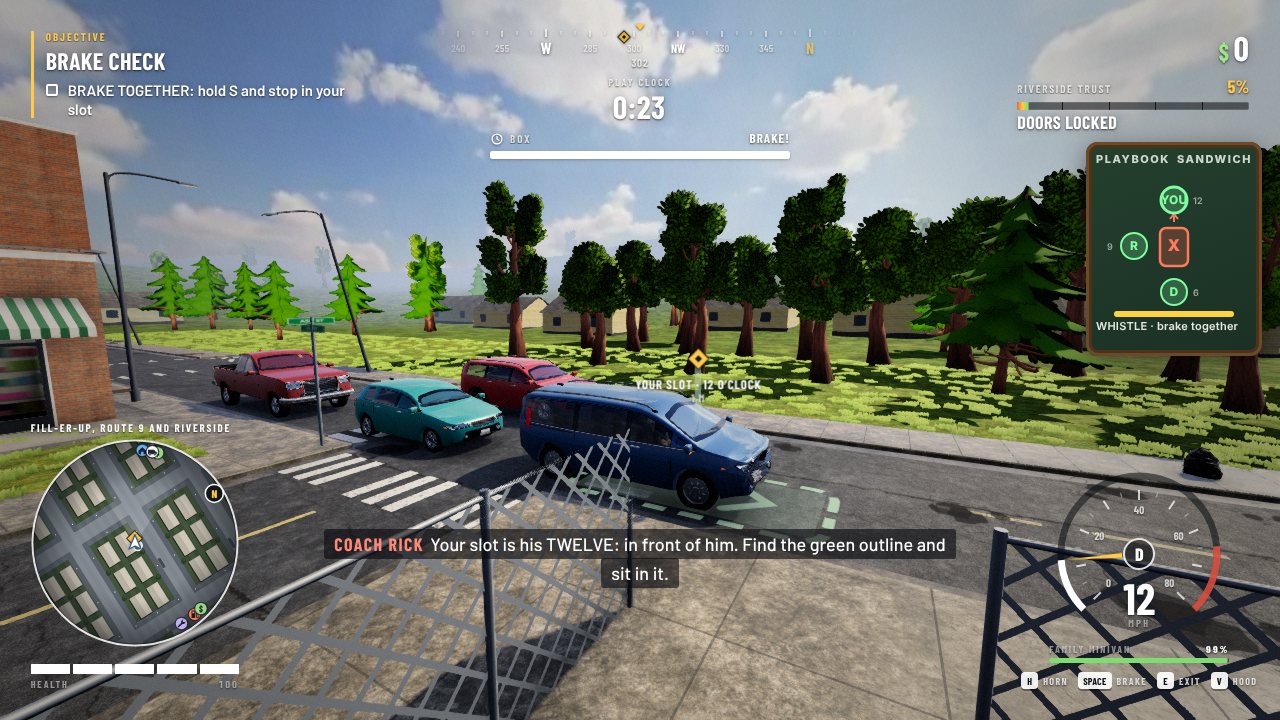 OBJECTIVE
BRAKE CHECK
BRAKE TOGETHER: hold S and stop in your
slot
240 255 W 285 300 NW 330 345 N
302
PLAY CLOCK
0:23
BOX BRAKE!
$0
RIVERSIDE TRUST 5%
DOORS LOCKED
PLAYBOOK SANDWICH
YOU 12
9 R X
D 6
WHISTLE · brake together
YOUR SLOT · 12 O'CLOCK
FILL-ER-UP, ROUTE 9 AND RIVERSIDE
N
$
COACH RICK Your slot is his TWELVE: in front of him. Find the green outline and
sit in it.
0 20 40 60 80
D
12
MPH
FAMILY MINIVAN 99%
HEALTH 100
H HORN SPACE BRAKE E EXIT V HOOD